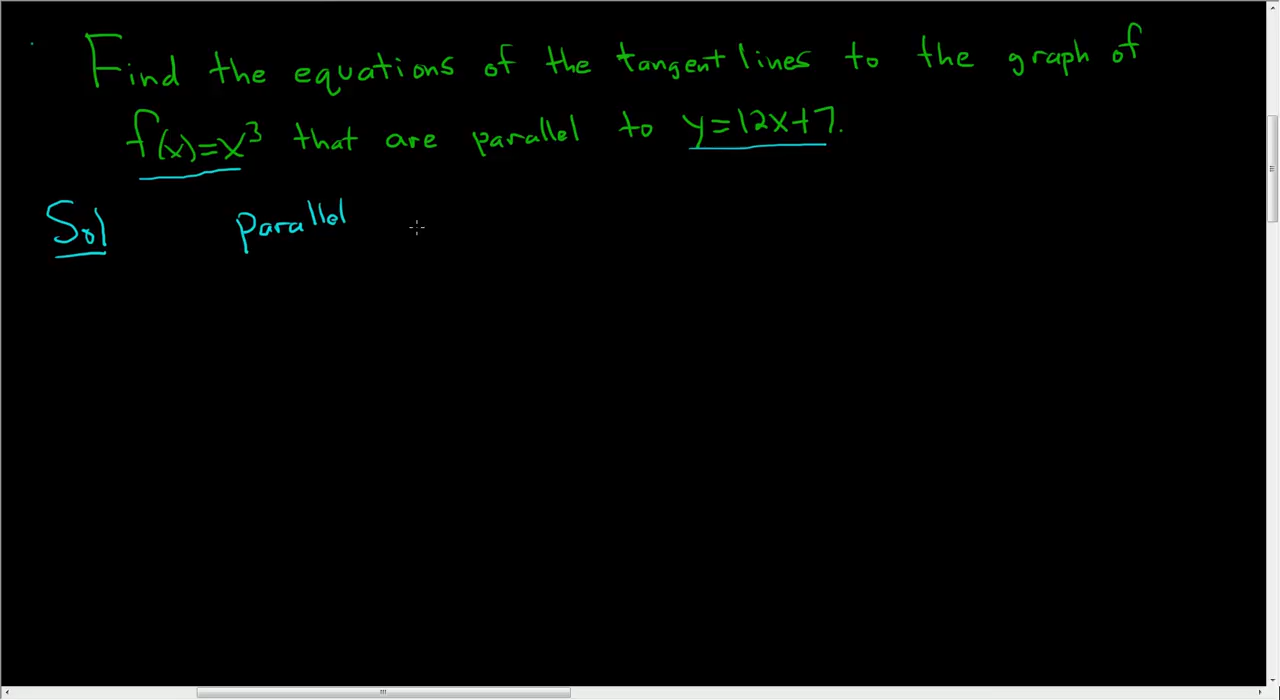 Find the equations of the tangent lines to the graph of
f(x)=x³ that are parallel to y=12x+7.
Sol parallel